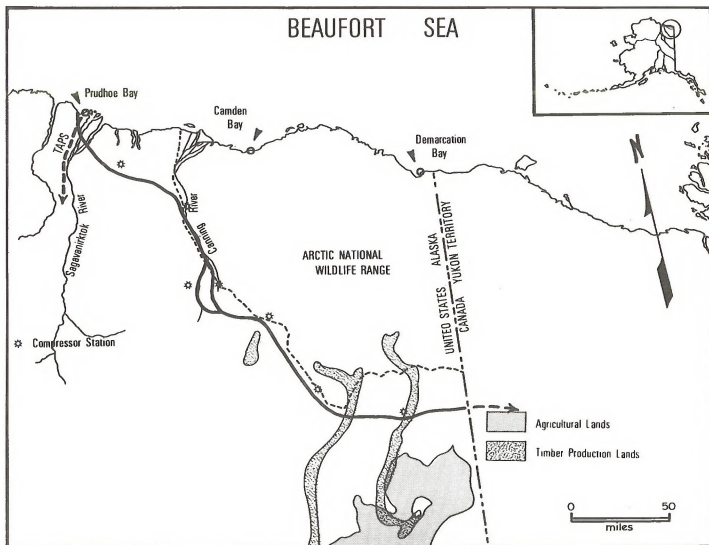 BEAUFORT SEA
Prudhoe Bay
Camden
Bay
Demarcation
Bay
N
TAPS
Sagavanirktok River
Canning
River
ARCTIC NATIONAL
WILDLIFE RANGE
UNITED STATES ALASKA
CANADA YUKON TERRITORY
Compressor Station
Agricultural Lands
Timber Production Lands
0 50
miles